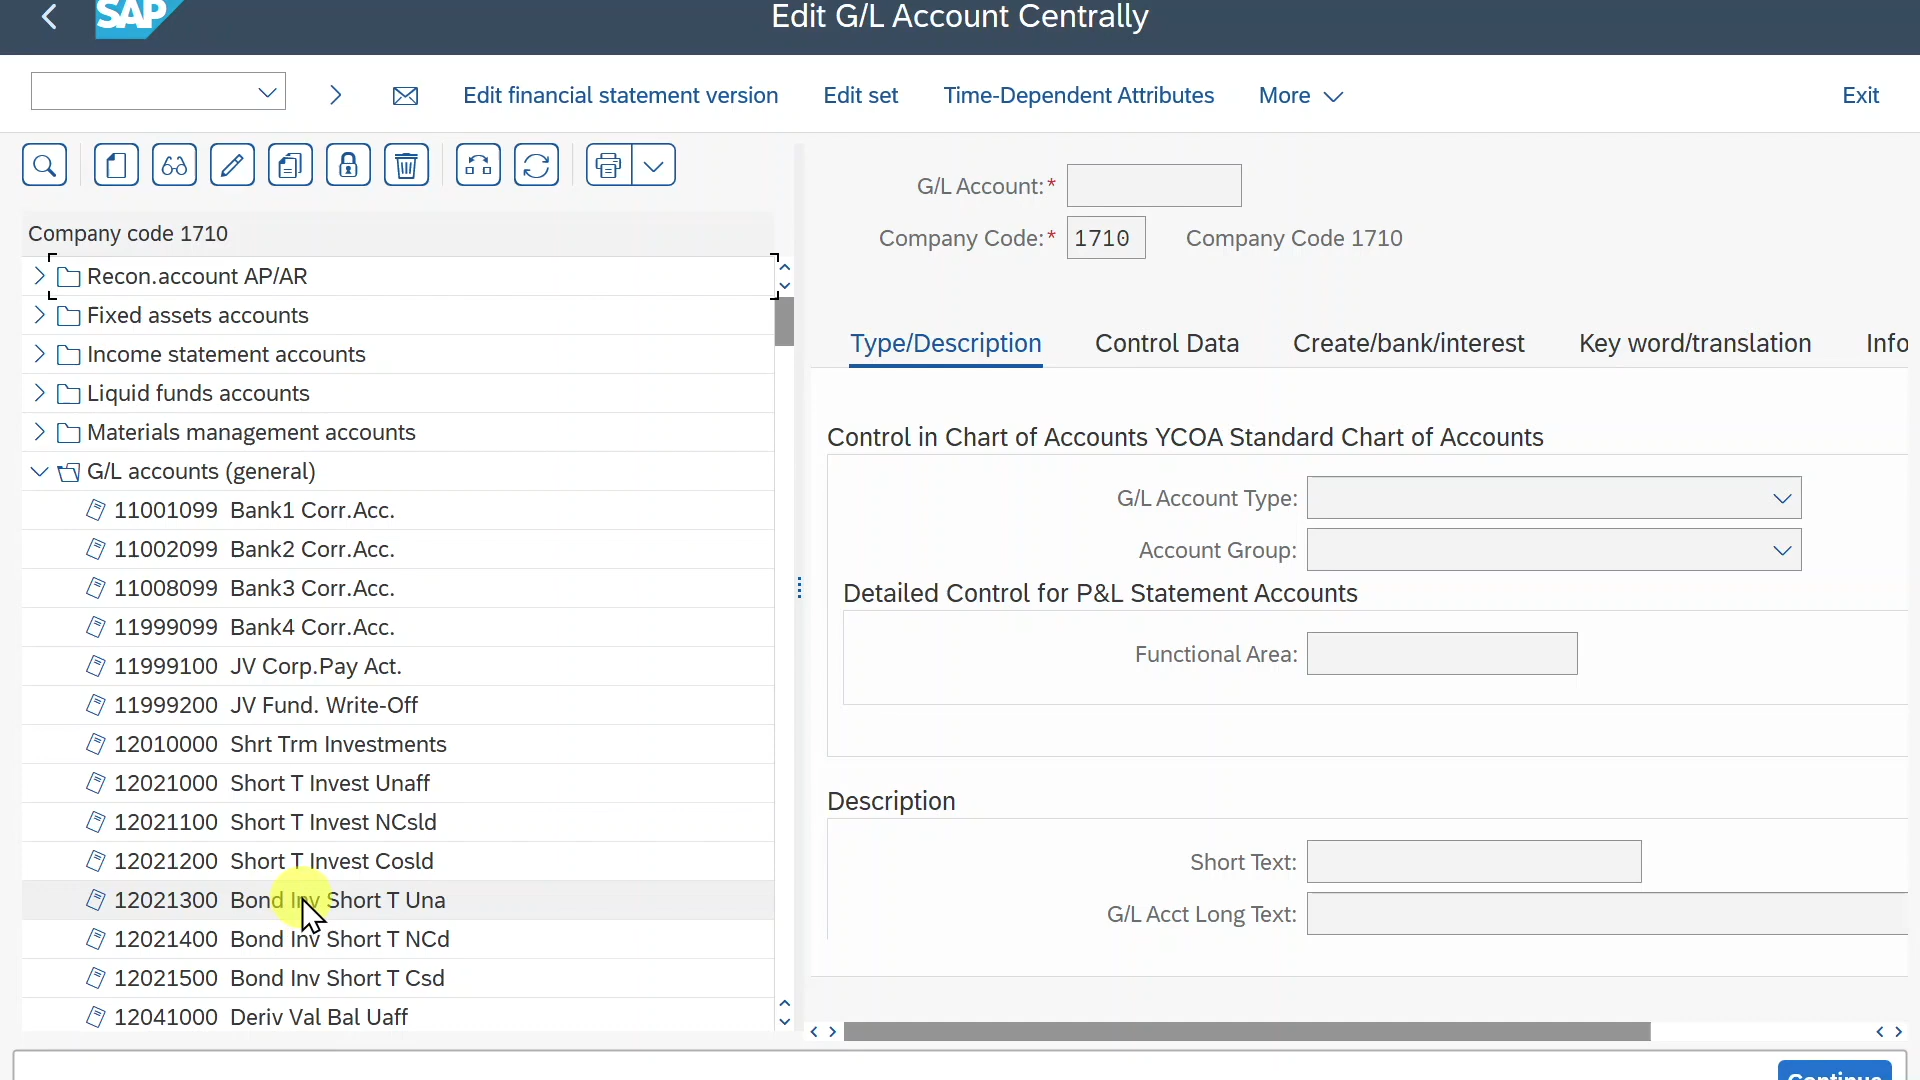 SAP
Edit G/L Account Centrally
Edit financial statement version
Edit set
Time-Dependent Attributes
More
Exit
Company code 1710
Recon.account AP/AR
Fixed assets accounts
Income statement accounts
Liquid funds accounts
Materials management accounts
G/L accounts (general)
11001099 Bank1 Corr.Acc.
11002099 Bank2 Corr.Acc.
11008099 Bank3 Corr.Acc.
11999099 Bank4 Corr.Acc.
11999100 JV Corp.Pay Act.
11999200 JV Fund. Write-Off
12010000 Shrt Trm Investments
12021000 Short T Invest Unaff
12021100 Short T Invest NCsld
12021200 Short T Invest Cosld
12021300 Bond Inv Short T Una
12021400 Bond Inv Short T NCd
12021500 Bond Inv Short T Csd
12041000 Deriv Val Bal Uaff
G/L Account:*
Company Code:* 1710 Company Code 1710
Type/Description
Control Data
Create/bank/interest
Key word/translation
Info
Control in Chart of Accounts YCOA Standard Chart of Accounts
G/L Account Type:
Account Group:
Detailed Control for P&L Statement Accounts
Functional Area:
Description
Short Text:
G/L Acct Long Text:
Continue